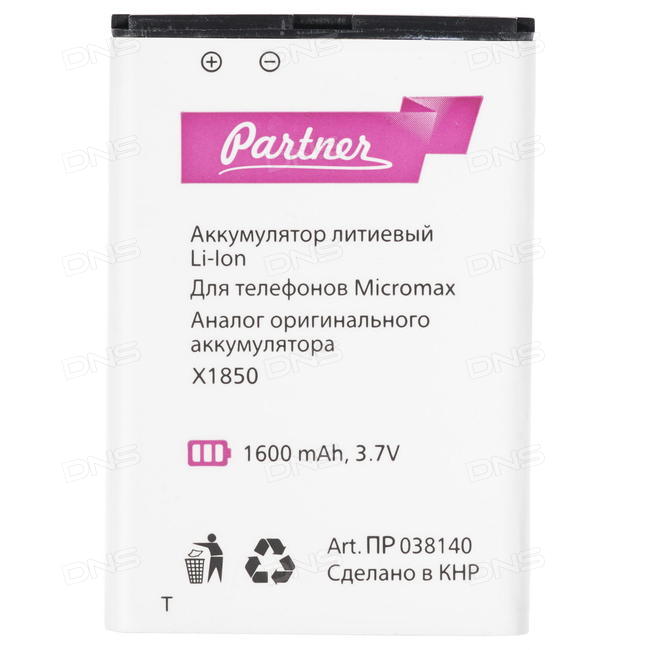 Partner
Аккумулятор литиевый
Li-Ion
Для телефонов Micromax
Аналог оригинального
аккумулятора
X1850
1600 mAh, 3.7V
Art. ПР 038140
Сделано в КНР
T
DNS